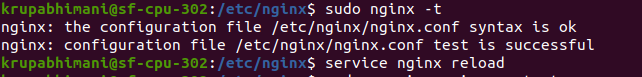 krupabhimani@sf-cpu-302:/etc/nginx$ sudo nginx -t
nginx: the configuration file /etc/nginx/nginx.conf syntax is ok
nginx: configuration file /etc/nginx/nginx.conf test is successful
krupabhimani@sf-cpu-302:/etc/nginx$ service nginx reload